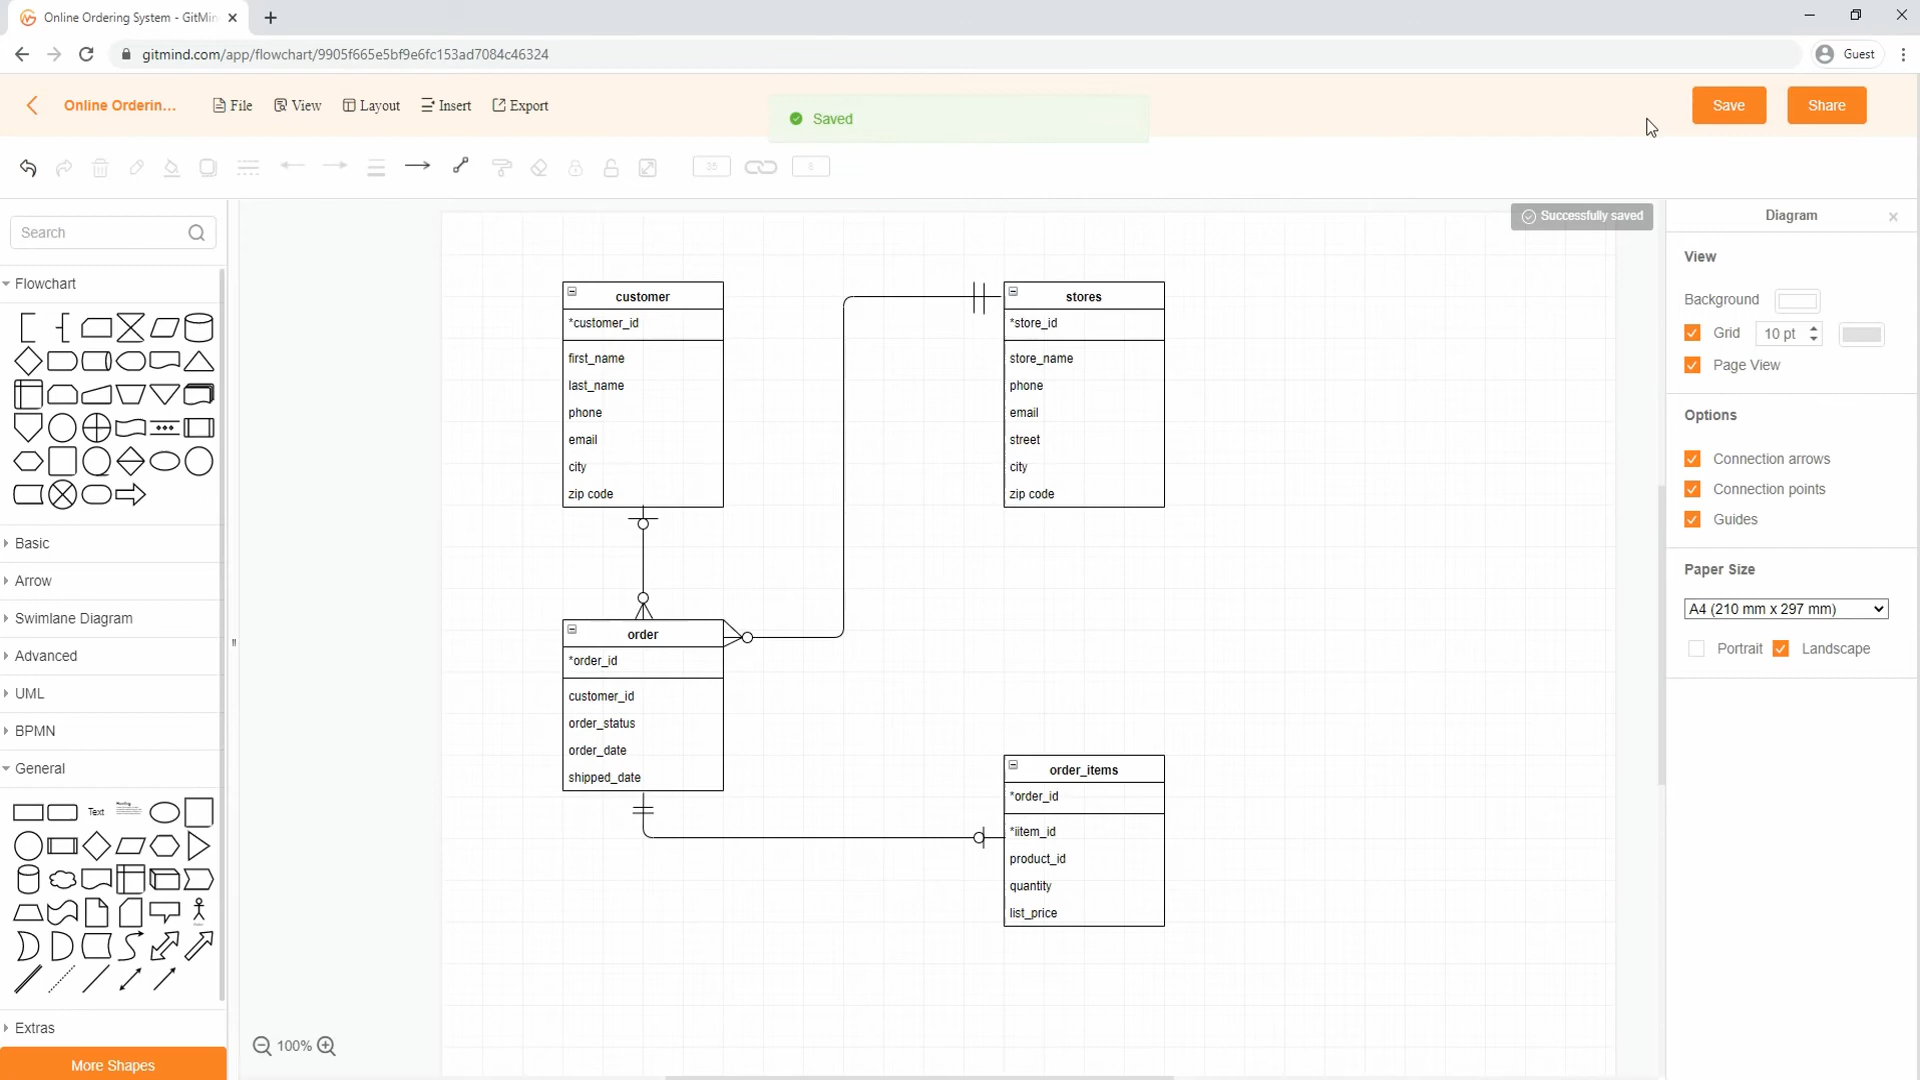 Online Ordering System - GitMin
gitmind.com/app/flowchart/9905f665e5bf9e6fc153ad7084c46324
Guest
Online Orderin...
File
View
Layout
Insert
Export
Saved
Save
Share
35
6
Successfully saved
Search
Flowchart
Basic
Arrow
Swimlane Diagram
Advanced
UML
BPMN
General
Text
Extras
More Shapes
100%
customer
*customer_id
first_name
last_name
phone
email
city
zip code
stores
*store_id
store_name
phone
email
street
city
zip code
order
*order_id
customer_id
order_status
order_date
shipped_date
order_items
*order_id
*iitem_id
product_id
quantity
list_price
Diagram
View
Background
Grid 10 pt
Page View
Options
Connection arrows
Connection points
Guides
Paper Size
A4 (210 mm x 297 mm)
Portrait
Landscape